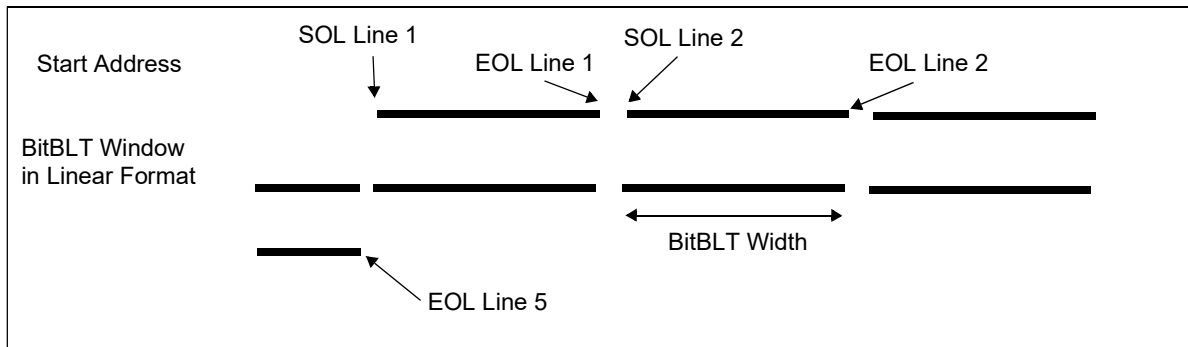 SOL Line 1
SOL Line 2
Start Address
EOL Line 1
EOL Line 2
BitBLT Window
in Linear Format
BitBLT Width
EOL Line 5